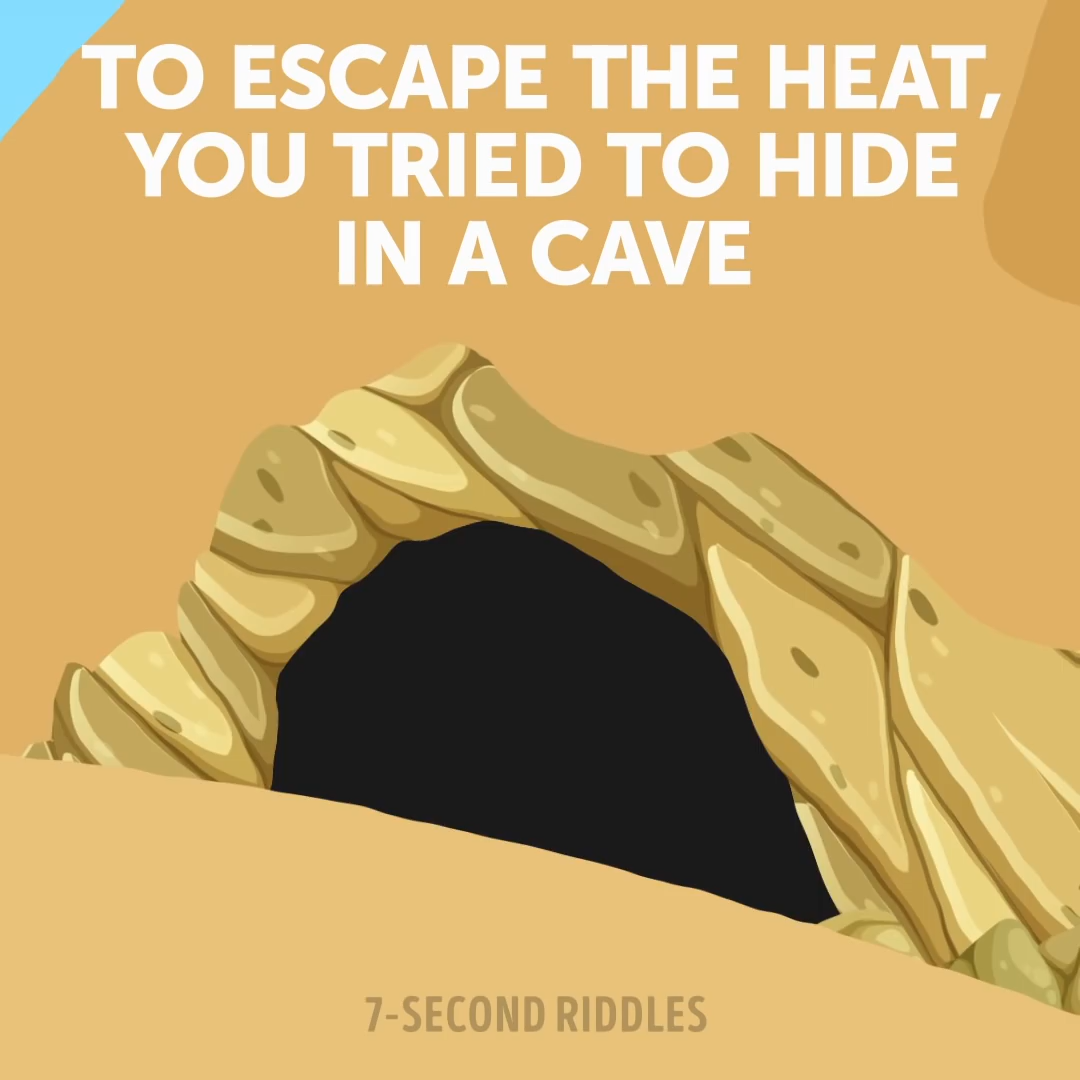 TO ESCAPE THE HEAT,
YOU TRIED TO HIDE
IN A CAVE
7-SECOND RIDDLES